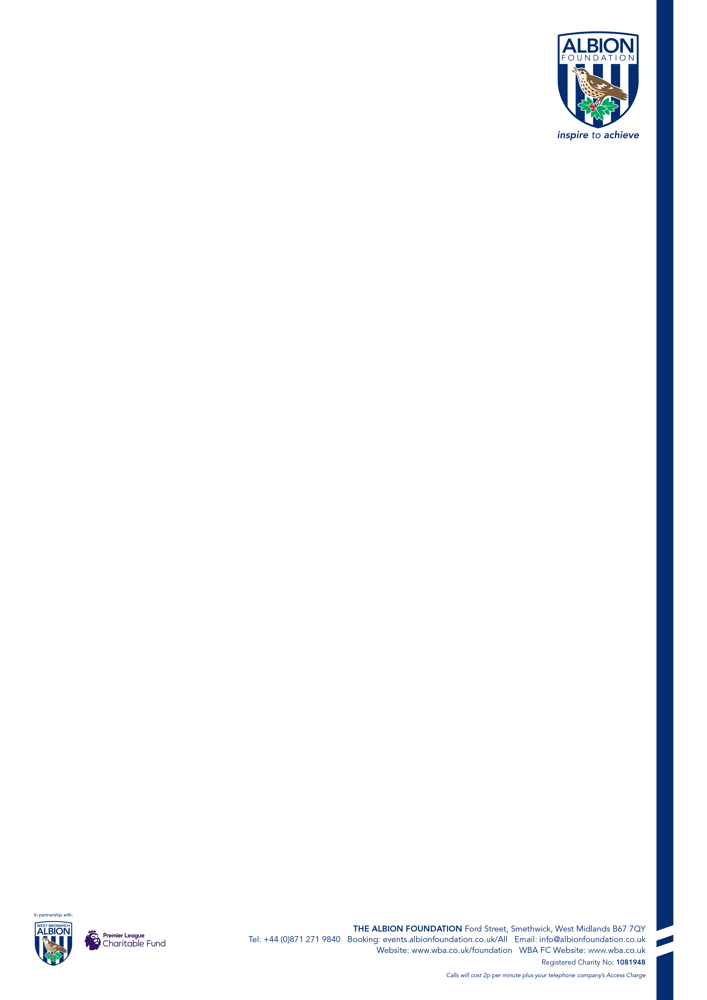 ALBION
FOUNDATION
inspire to achieve
In partnership with:
WEST BROMWICH
ALBION
Premier League
Charitable Fund
THE ALBION FOUNDATION Ford Street, Smethwick, West Midlands B67 7QY
Tel: +44 (0)871 271 9840 Booking: events.albionfoundation.co.uk/All Email: info@albionfoundation.co.uk
Website: www.wba.co.uk/foundation WBA FC Website: www.wba.co.uk
Registered Charity No: 1081948
Calls will cost 2p per minute plus your telephone company’s Access Charge